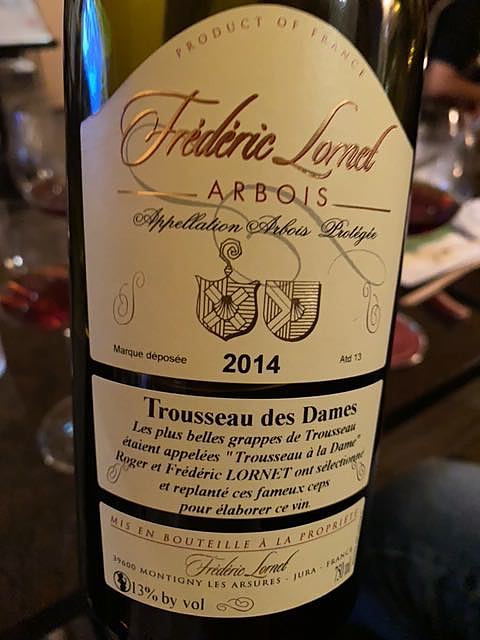 PRODUCT OF FRANCE
Frédéric Lornet
ARBOIS
Appellation Arbois Protégée
Marque déposée
2014
Atd 13
Trousseau des Dames
Les plus belles grappes de Trousseau
étaient appelées "Trousseau à la Dame"
Roger et Frédéric LORNET ont sélectionné
et replanté ces fameux ceps
pour élaborer ce vin.
MIS EN BOUTEILLE À LA PROPRIÉTÉ
Frédéric Lornet
39600 MONTIGNY LES ARSURES - JURA - FRANCE
13% by vol
750 ml